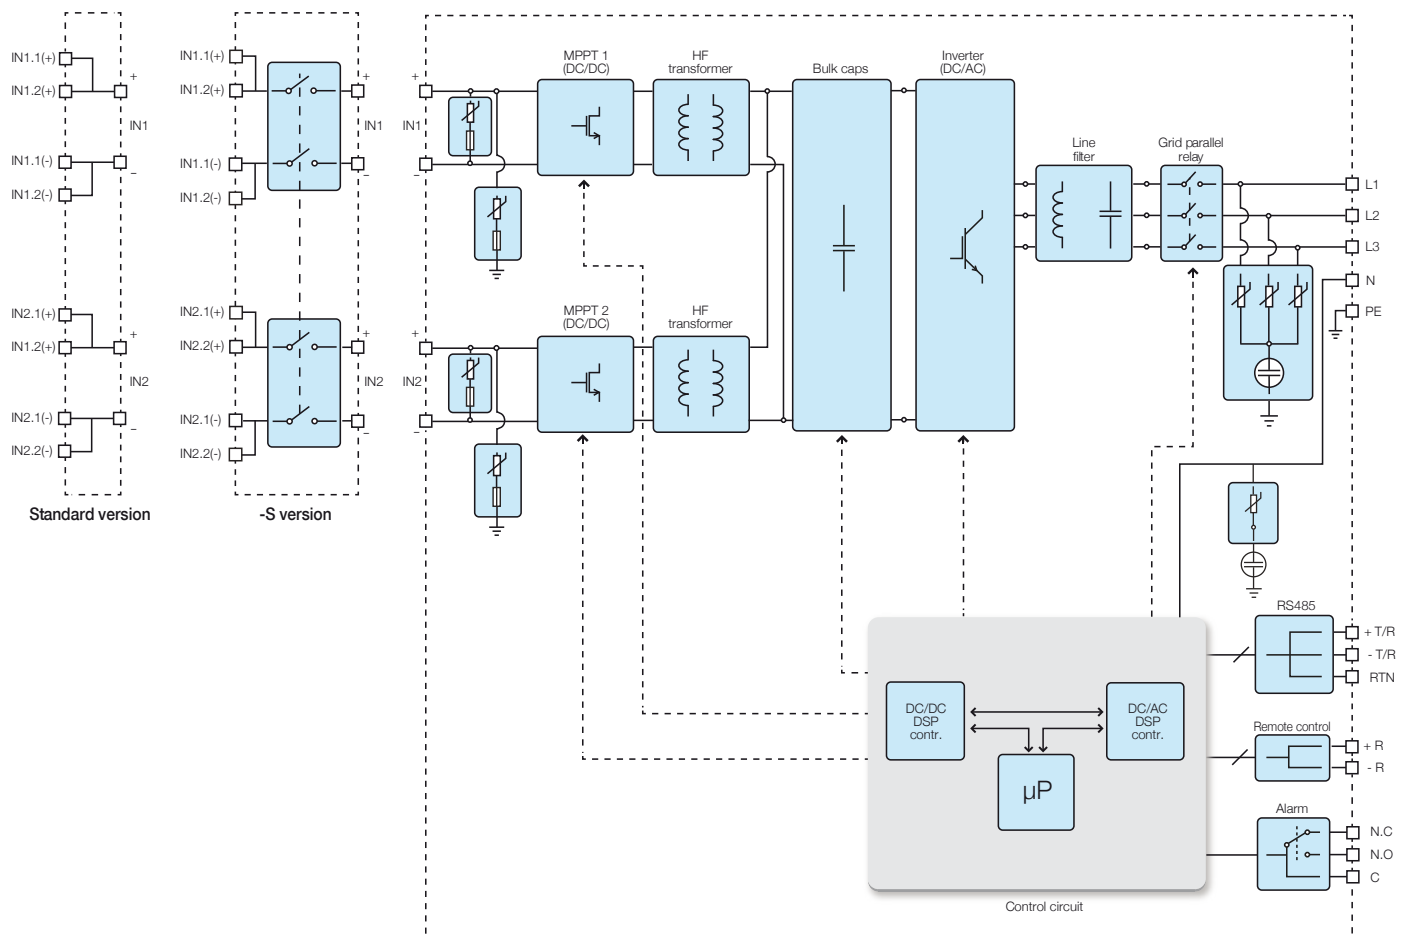 IN1.1(+)
IN1.2(+)
+
IN1
IN1.1(-)
IN1.2(-)
–
IN2.1(+)
IN1.2(+)
+
IN2
IN2.1(-)
IN2.2(-)
–
Standard version
IN1.1(+)
IN1.2(+)
+
IN1
IN1.1(-)
IN1.2(-)
–
IN2.1(+)
IN2.2(+)
+
IN2
IN2.1(-)
IN2.2(-)
–
-S version
+
IN1
–
+
IN2
–
MPPT 1
(DC/DC)
HF
transformer
Bulk caps
Inverter
(DC/AC)
Line
filter
Grid parallel
relay
L1
L2
L3
N
PE
MPPT 2
(DC/DC)
HF
transformer
RS485
+ T/R
- T/R
RTN
DC/DC
DSP
contr.
DC/AC
DSP
contr.
µP
Remote control
+ R
- R
Alarm
N.C
N.O
C
Control circuit